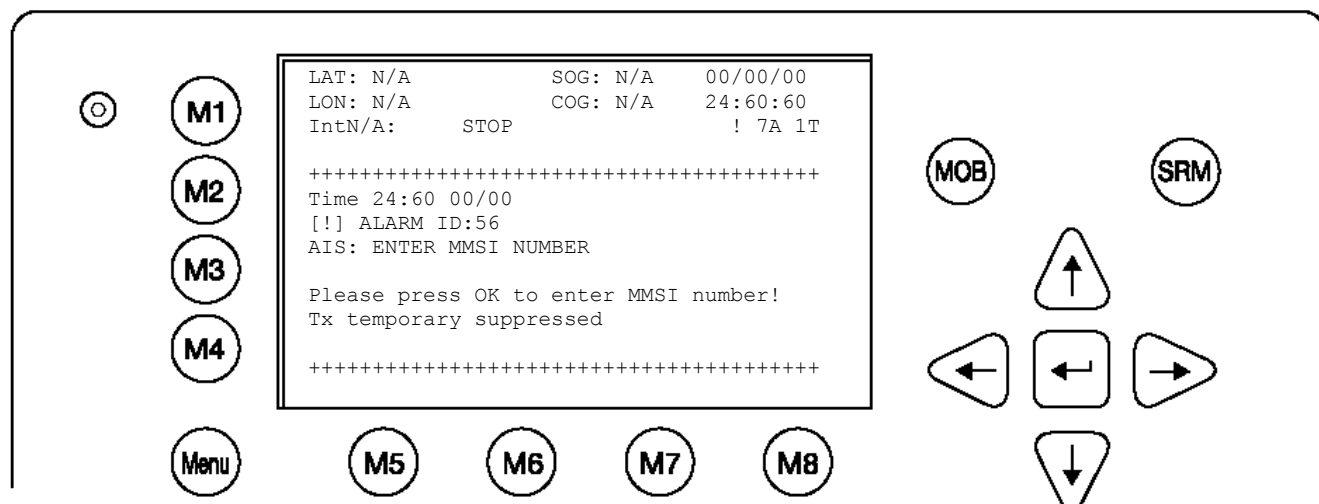 LAT: N/A SOG: N/A 00/00/00
LON: N/A COG: N/A 24:60:60
IntN/A: STOP ! 7A 1T
++++++++++++++++++++++++++++++++++++++++
Time 24:60 00/00
[!] ALARM ID:56
AIS: ENTER MMSI NUMBER
Please press OK to enter MMSI number!
Tx temporary suppressed
++++++++++++++++++++++++++++++++++++++++
M1
M2
M3
M4
Menu
M5
M6
M7
M8
MOB
SRM